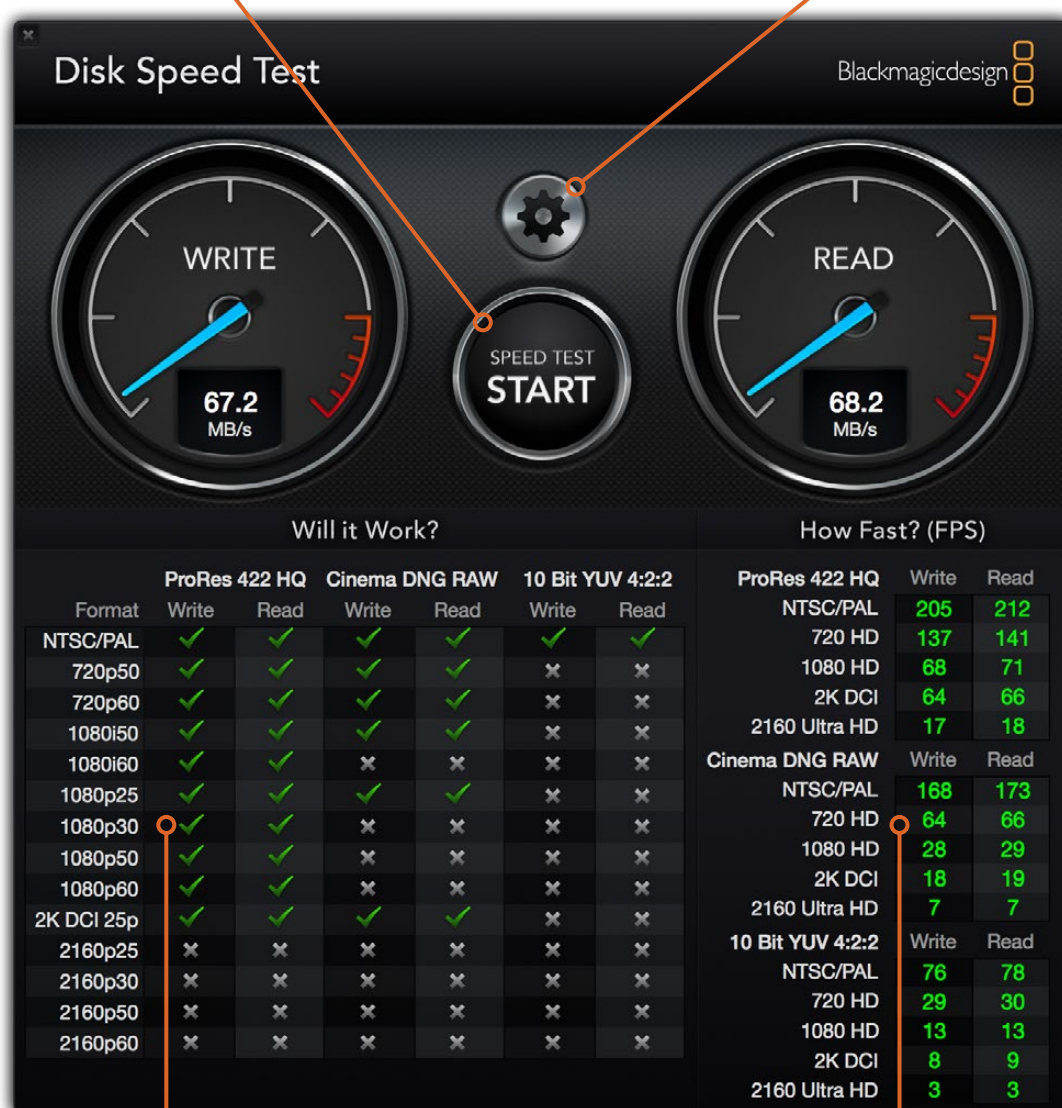 Disk Speed Test
Blackmagicdesign
WRITE
67.2
MB/s
SPEED TEST
START
READ
68.2
MB/s
Will it Work?
ProRes 422 HQ Cinema DNG RAW 10 Bit YUV 4:2:2
Format Write Read Write Read Write Read
NTSC/PAL
720p50
720p60
1080i50
1080i60
1080p25
1080p30
1080p50
1080p60
2K DCI 25p
2160p25
2160p30
2160p50
2160p60
How Fast? (FPS)
ProRes 422 HQ Write Read
NTSC/PAL 205 212
720 HD 137 141
1080 HD 68 71
2K DCI 64 66
2160 Ultra HD 17 18
Cinema DNG RAW Write Read
NTSC/PAL 168 173
720 HD 64 66
1080 HD 28 29
2K DCI 18 19
2160 Ultra HD 7 7
10 Bit YUV 4:2:2 Write Read
NTSC/PAL 76 78
720 HD 29 30
1080 HD 13 13
2K DCI 8 9
2160 Ultra HD 3 3